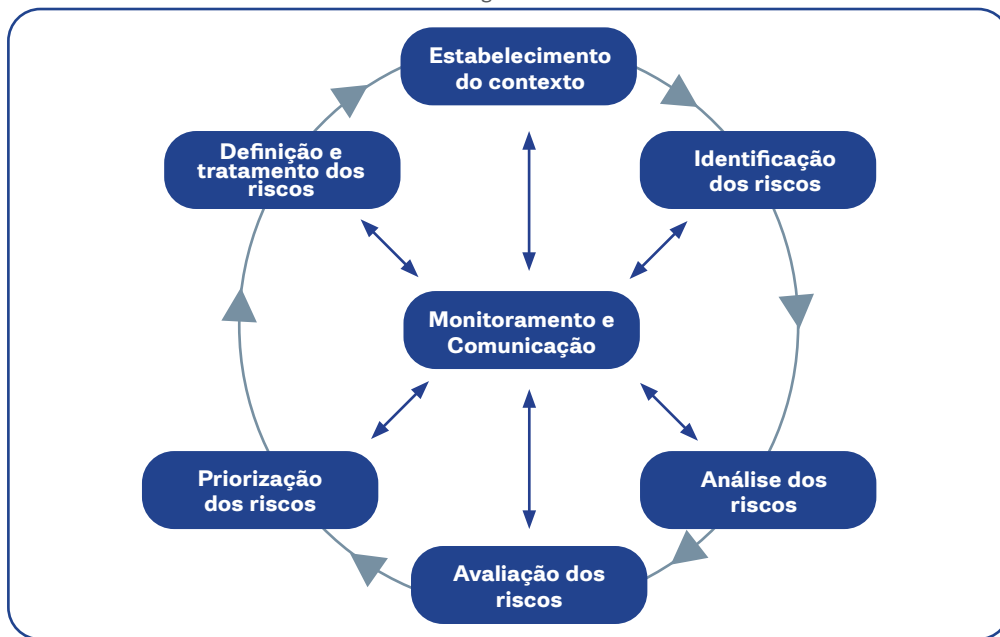 Estabelecimento
do contexto
Identificação
dos riscos
Análise dos
riscos
Avaliação dos
riscos
Priorização
dos riscos
Definição e
tratamento dos
riscos
Monitoramento e
Comunicação